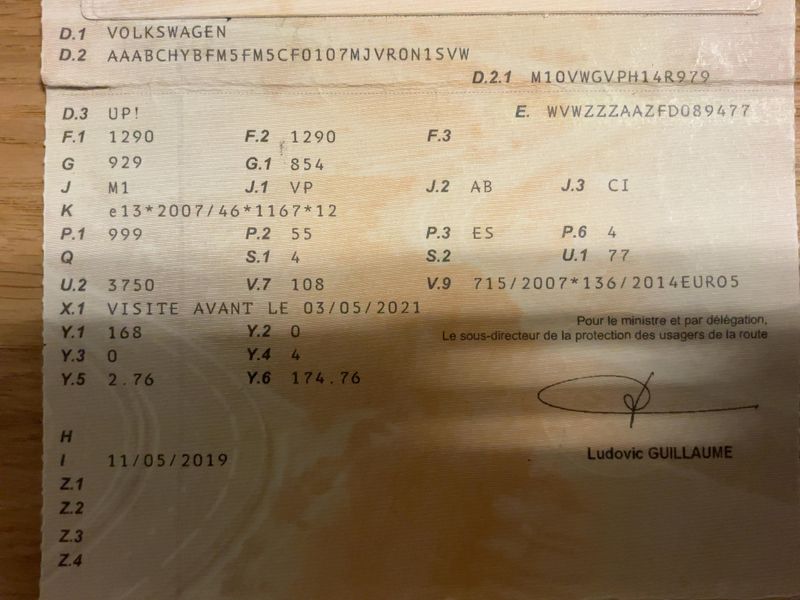 D.1 VOLKSWAGEN
D.2 AAABCHYBFM5FM5CF0107MJVR0N1SVW
D.2.1 M10VWGVPH14R979
D.3 UP! E. WVWZZZAAZFD089477
F.1 1290 F.2 1290 F.3
G 929 G.1 854
J M1 J.1 VP J.2 AB J.3 CI
K e13*2007/46*1167*12
P.1 999 P.2 55 P.3 ES P.6 4
Q S.1 4 S.2 U.1 77
U.2 3750 V.7 108 V.9 715/2007*136/2014EURO5
X.1 VISITE AVANT LE 03/05/2021
Pour le ministre et par délégation,
Y.1 168 Y.2 0
Le sous-directeur de la protection des usagers de la route
Y.3 0 Y.4 4
Y.5 2.76 Y.6 174.76
H
I 11/05/2019
Ludovic GUILLAUME
Z.1
Z.2
Z.3
Z.4